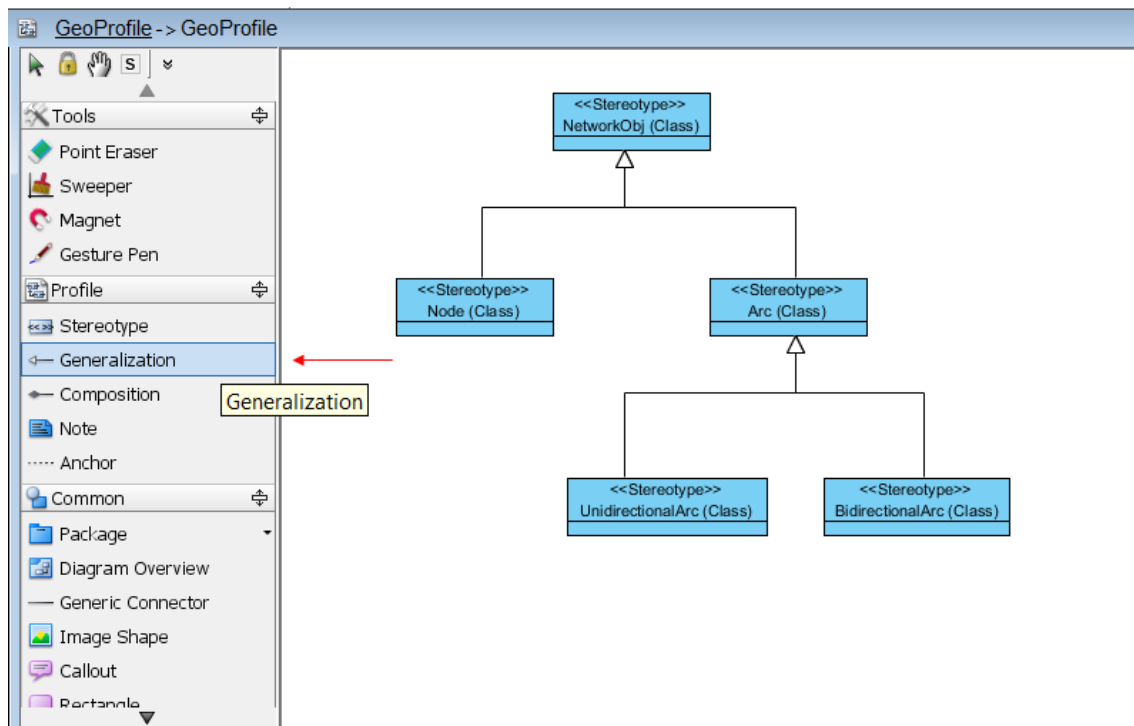 GeoProfile -> GeoProfile
S
Tools
Point Eraser
Sweeper
Magnet
Gesture Pen
Profile
Stereotype
Generalization
Composition
Note
Anchor
Common
Package
Diagram Overview
Generic Connector
Image Shape
Callout
Rectangle
Generalization
<<Stereotype>>
NetworkObj (Class)
<<Stereotype>>
Node (Class)
<<Stereotype>>
Arc (Class)
<<Stereotype>>
UnidirectionalArc (Class)
<<Stereotype>>
BidirectionalArc (Class)